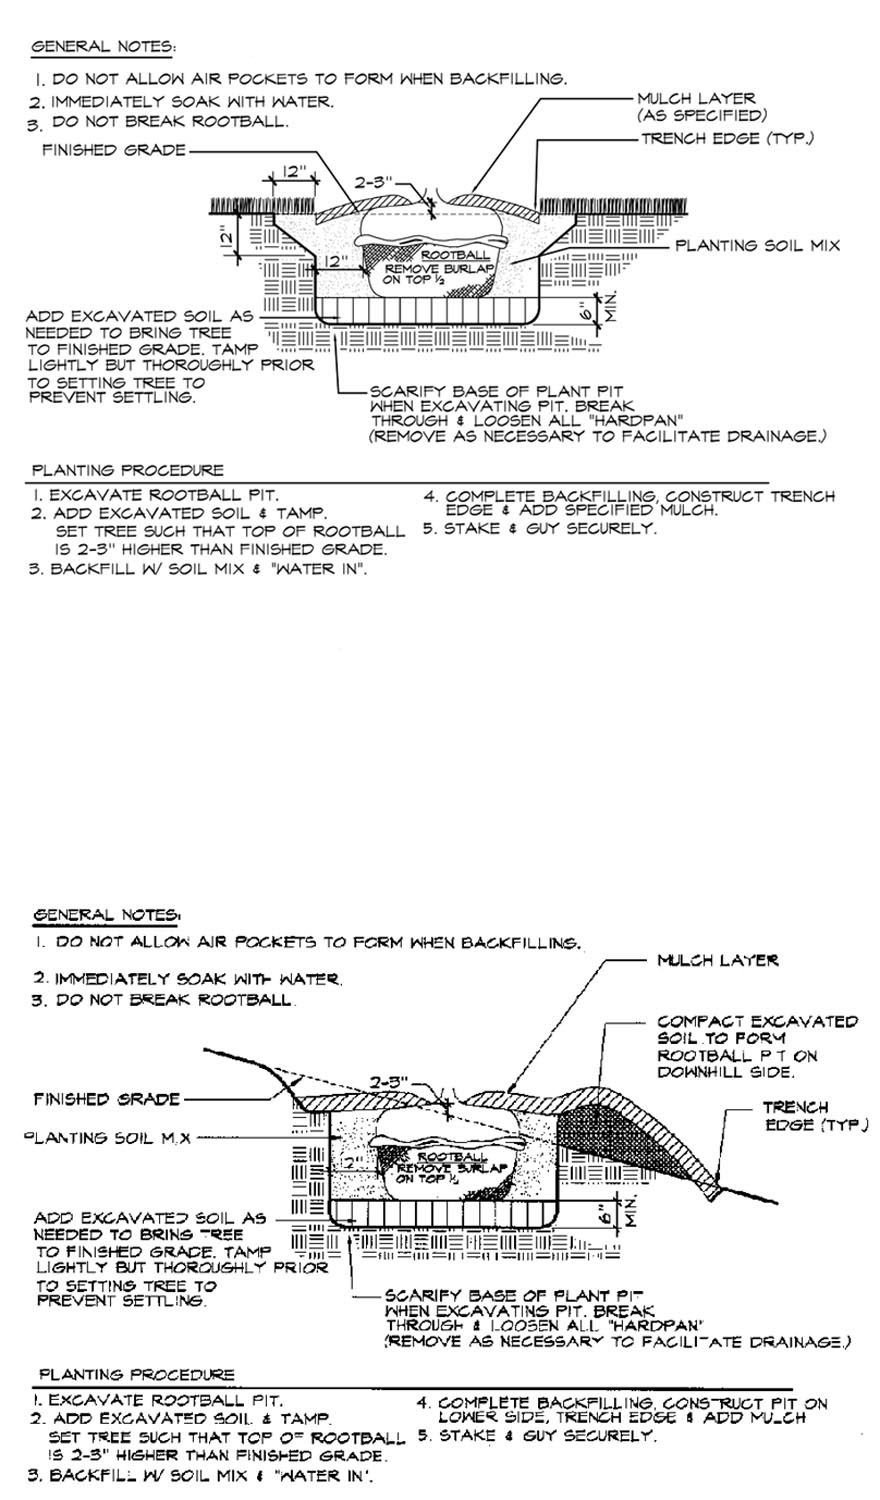 GENERAL NOTES:
1. DO NOT ALLOW AIR POCKETS TO FORM WHEN BACKFILLING.
2. IMMEDIATELY SOAK WITH WATER.
3. DO NOT BREAK ROOTBALL.
MULCH LAYER
(AS SPECIFIED)
TRENCH EDGE (TYP.)
FINISHED GRADE
12"
2-3"
12"
PLANTING SOIL MIX
ROOTBALL
REMOVE BURLAP
ON TOP 1/2
12"
6" MIN.
ADD EXCAVATED SOIL AS
NEEDED TO BRING TREE
TO FINISHED GRADE. TAMP
LIGHTLY BUT THOROUGHLY PRIOR
TO SETTING TREE TO
PREVENT SETTLING.
SCARIFY BASE OF PLANT PIT
WHEN EXCAVATING PIT. BREAK
THROUGH & LOOSEN ALL "HARDPAN"
(REMOVE AS NECESSARY TO FACILITATE DRAINAGE.)
PLANTING PROCEDURE
1. EXCAVATE ROOTBALL PIT.
2. ADD EXCAVATED SOIL & TAMP.
SET TREE SUCH THAT TOP OF ROOTBALL
IS 2-3" HIGHER THAN FINISHED GRADE.
3. BACKFILL W/ SOIL MIX & "WATER IN".
4. COMPLETE BACKFILLING, CONSTRUCT TRENCH
EDGE & ADD SPECIFIED MULCH.
5. STAKE & GUY SECURELY.
GENERAL NOTES:
1. DO NOT ALLOW AIR POCKETS TO FORM WHEN BACKFILLING.
2. IMMEDIATELY SOAK WITH WATER.
3. DO NOT BREAK ROOTBALL.
MULCH LAYER
COMPACT EXCAVATED
SOIL TO FORM
ROOTBALL P T ON
DOWNHILL SIDE.
2-3"
FINISHED GRADE
TRENCH
EDGE (TYP.)
PLANTING SOIL MIX
ROOTBALL
REMOVE BURLAP
ON TOP 1/2
2"
6" MIN.
ADD EXCAVATED SOIL AS
NEEDED TO BRING TREE
TO FINISHED GRADE. TAMP
LIGHTLY BUT THOROUGHLY PRIOR
TO SETTING TREE TO
PREVENT SETTLING.
SCARIFY BASE OF PLANT PIT
WHEN EXCAVATING PIT. BREAK
THROUGH & LOOSEN ALL "HARDPAN"
(REMOVE AS NECESSARY TO FACILITATE DRAINAGE.)
PLANTING PROCEDURE
1. EXCAVATE ROOTBALL PIT.
2. ADD EXCAVATED SOIL & TAMP.
SET TREE SUCH THAT TOP OF ROOTBALL
IS 2-3" HIGHER THAN FINISHED GRADE.
3. BACKFILL W/ SOIL MIX & "WATER IN".
4. COMPLETE BACKFILLING, CONSTRUCT PIT ON
LOWER SIDE, TRENCH EDGE & ADD MULCH
5. STAKE & GUY SECURELY.